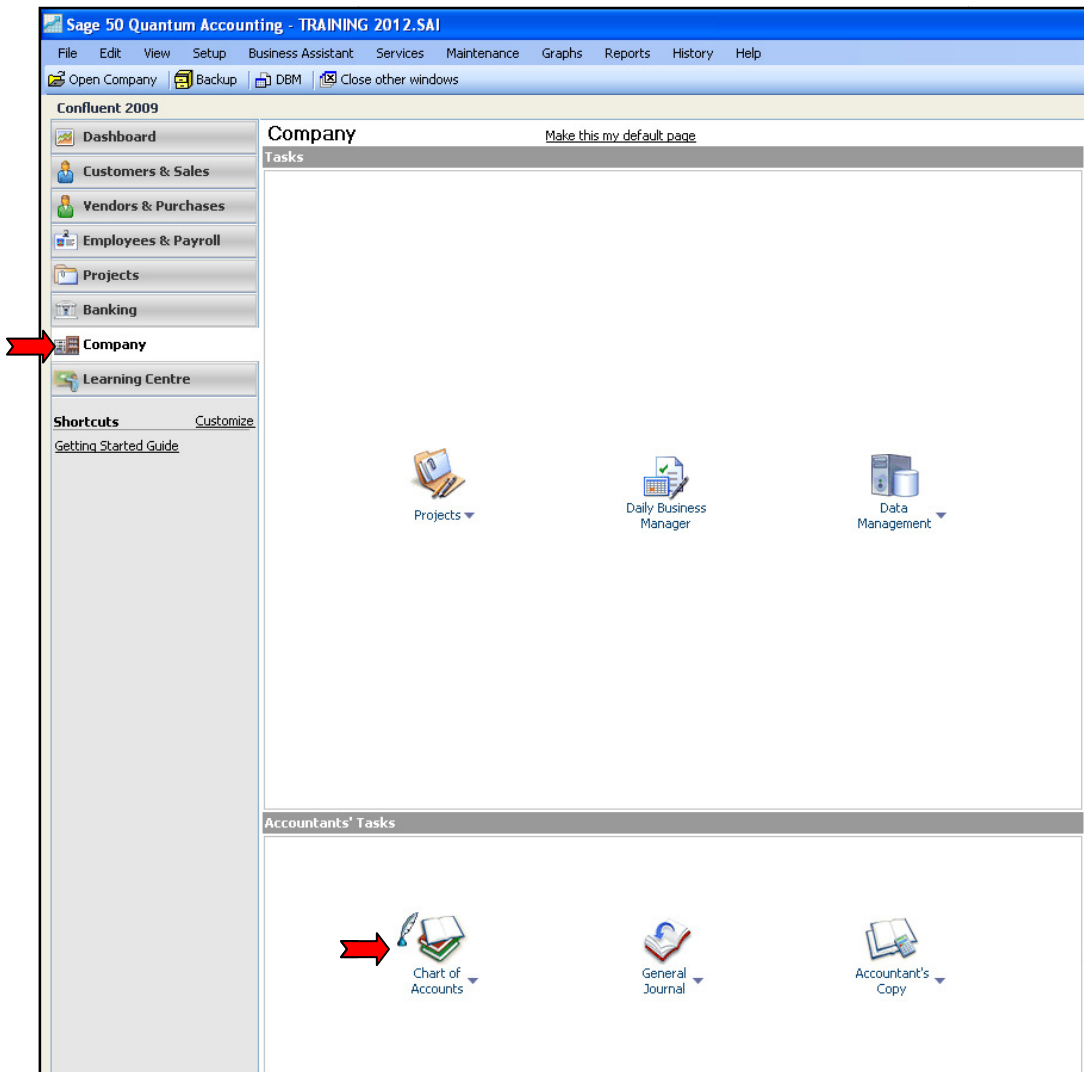 Sage 50 Quantum Accounting - TRAINING 2012.SAI
File Edit View Setup Business Assistant Services Maintenance Graphs Reports History Help
Open Company Backup DBM Close other windows
Confluent 2009
Dashboard
Customers & Sales
Vendors & Purchases
Employees & Payroll
Projects
Banking
Company
Learning Centre
Shortcuts Customize
Getting Started Guide
Company Make this my default page
Tasks
Projects
Daily Business
Manager
Data
Management
Accountants' Tasks
Chart of
Accounts
General
Journal
Accountant's
Copy